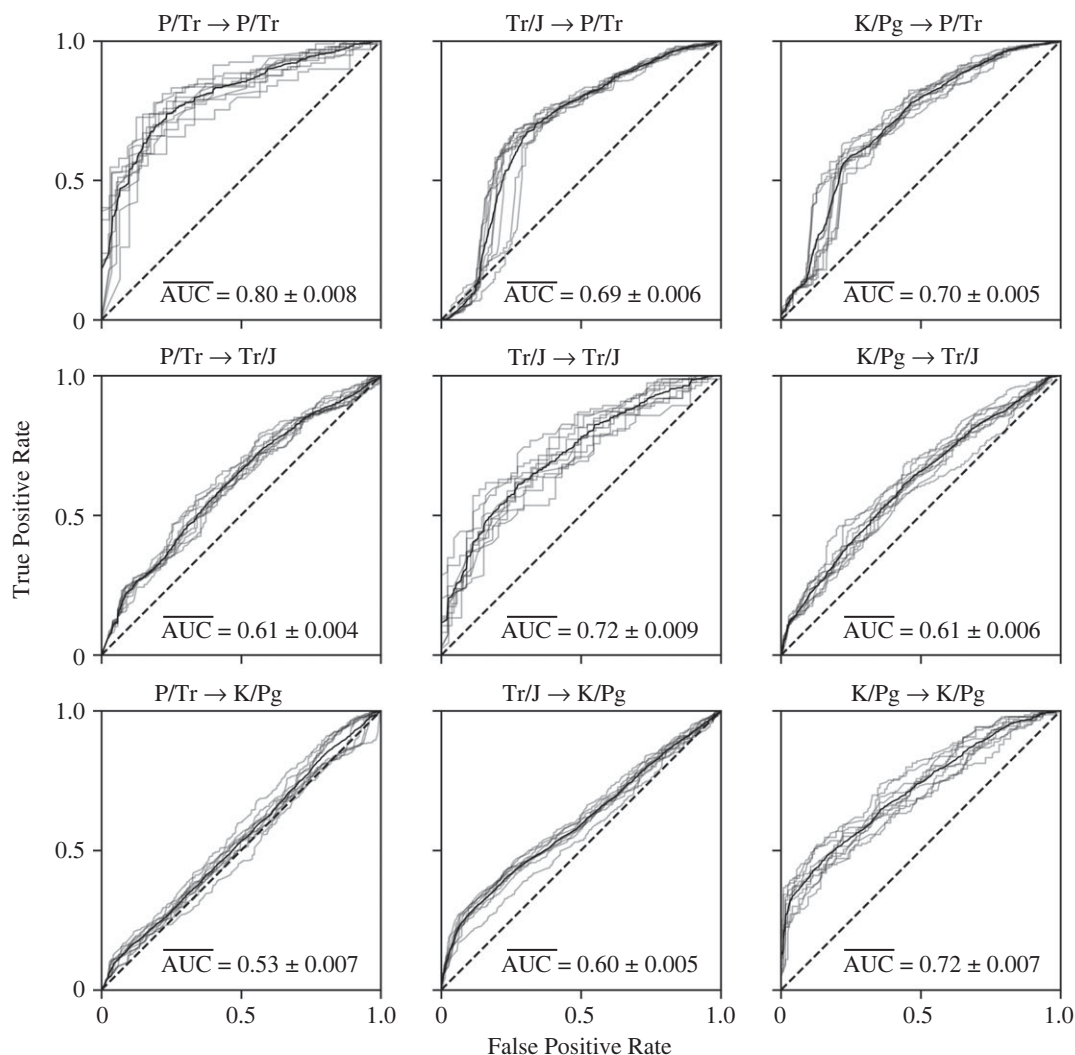 P/Tr → P/Tr
Tr/J → P/Tr
K/Pg → P/Tr
1.0
0.5
0
AUC = 0.80 ± 0.008
AUC = 0.69 ± 0.006
AUC = 0.70 ± 0.005
P/Tr → Tr/J
Tr/J → Tr/J
K/Pg → Tr/J
1.0
0.5
0
True Positive Rate
AUC = 0.61 ± 0.004
AUC = 0.72 ± 0.009
AUC = 0.61 ± 0.006
P/Tr → K/Pg
Tr/J → K/Pg
K/Pg → K/Pg
1.0
0.5
0
AUC = 0.53 ± 0.007
AUC = 0.60 ± 0.005
AUC = 0.72 ± 0.007
0 0.5 1.0
0 0.5 1.0
0 0.5 1.0
False Positive Rate